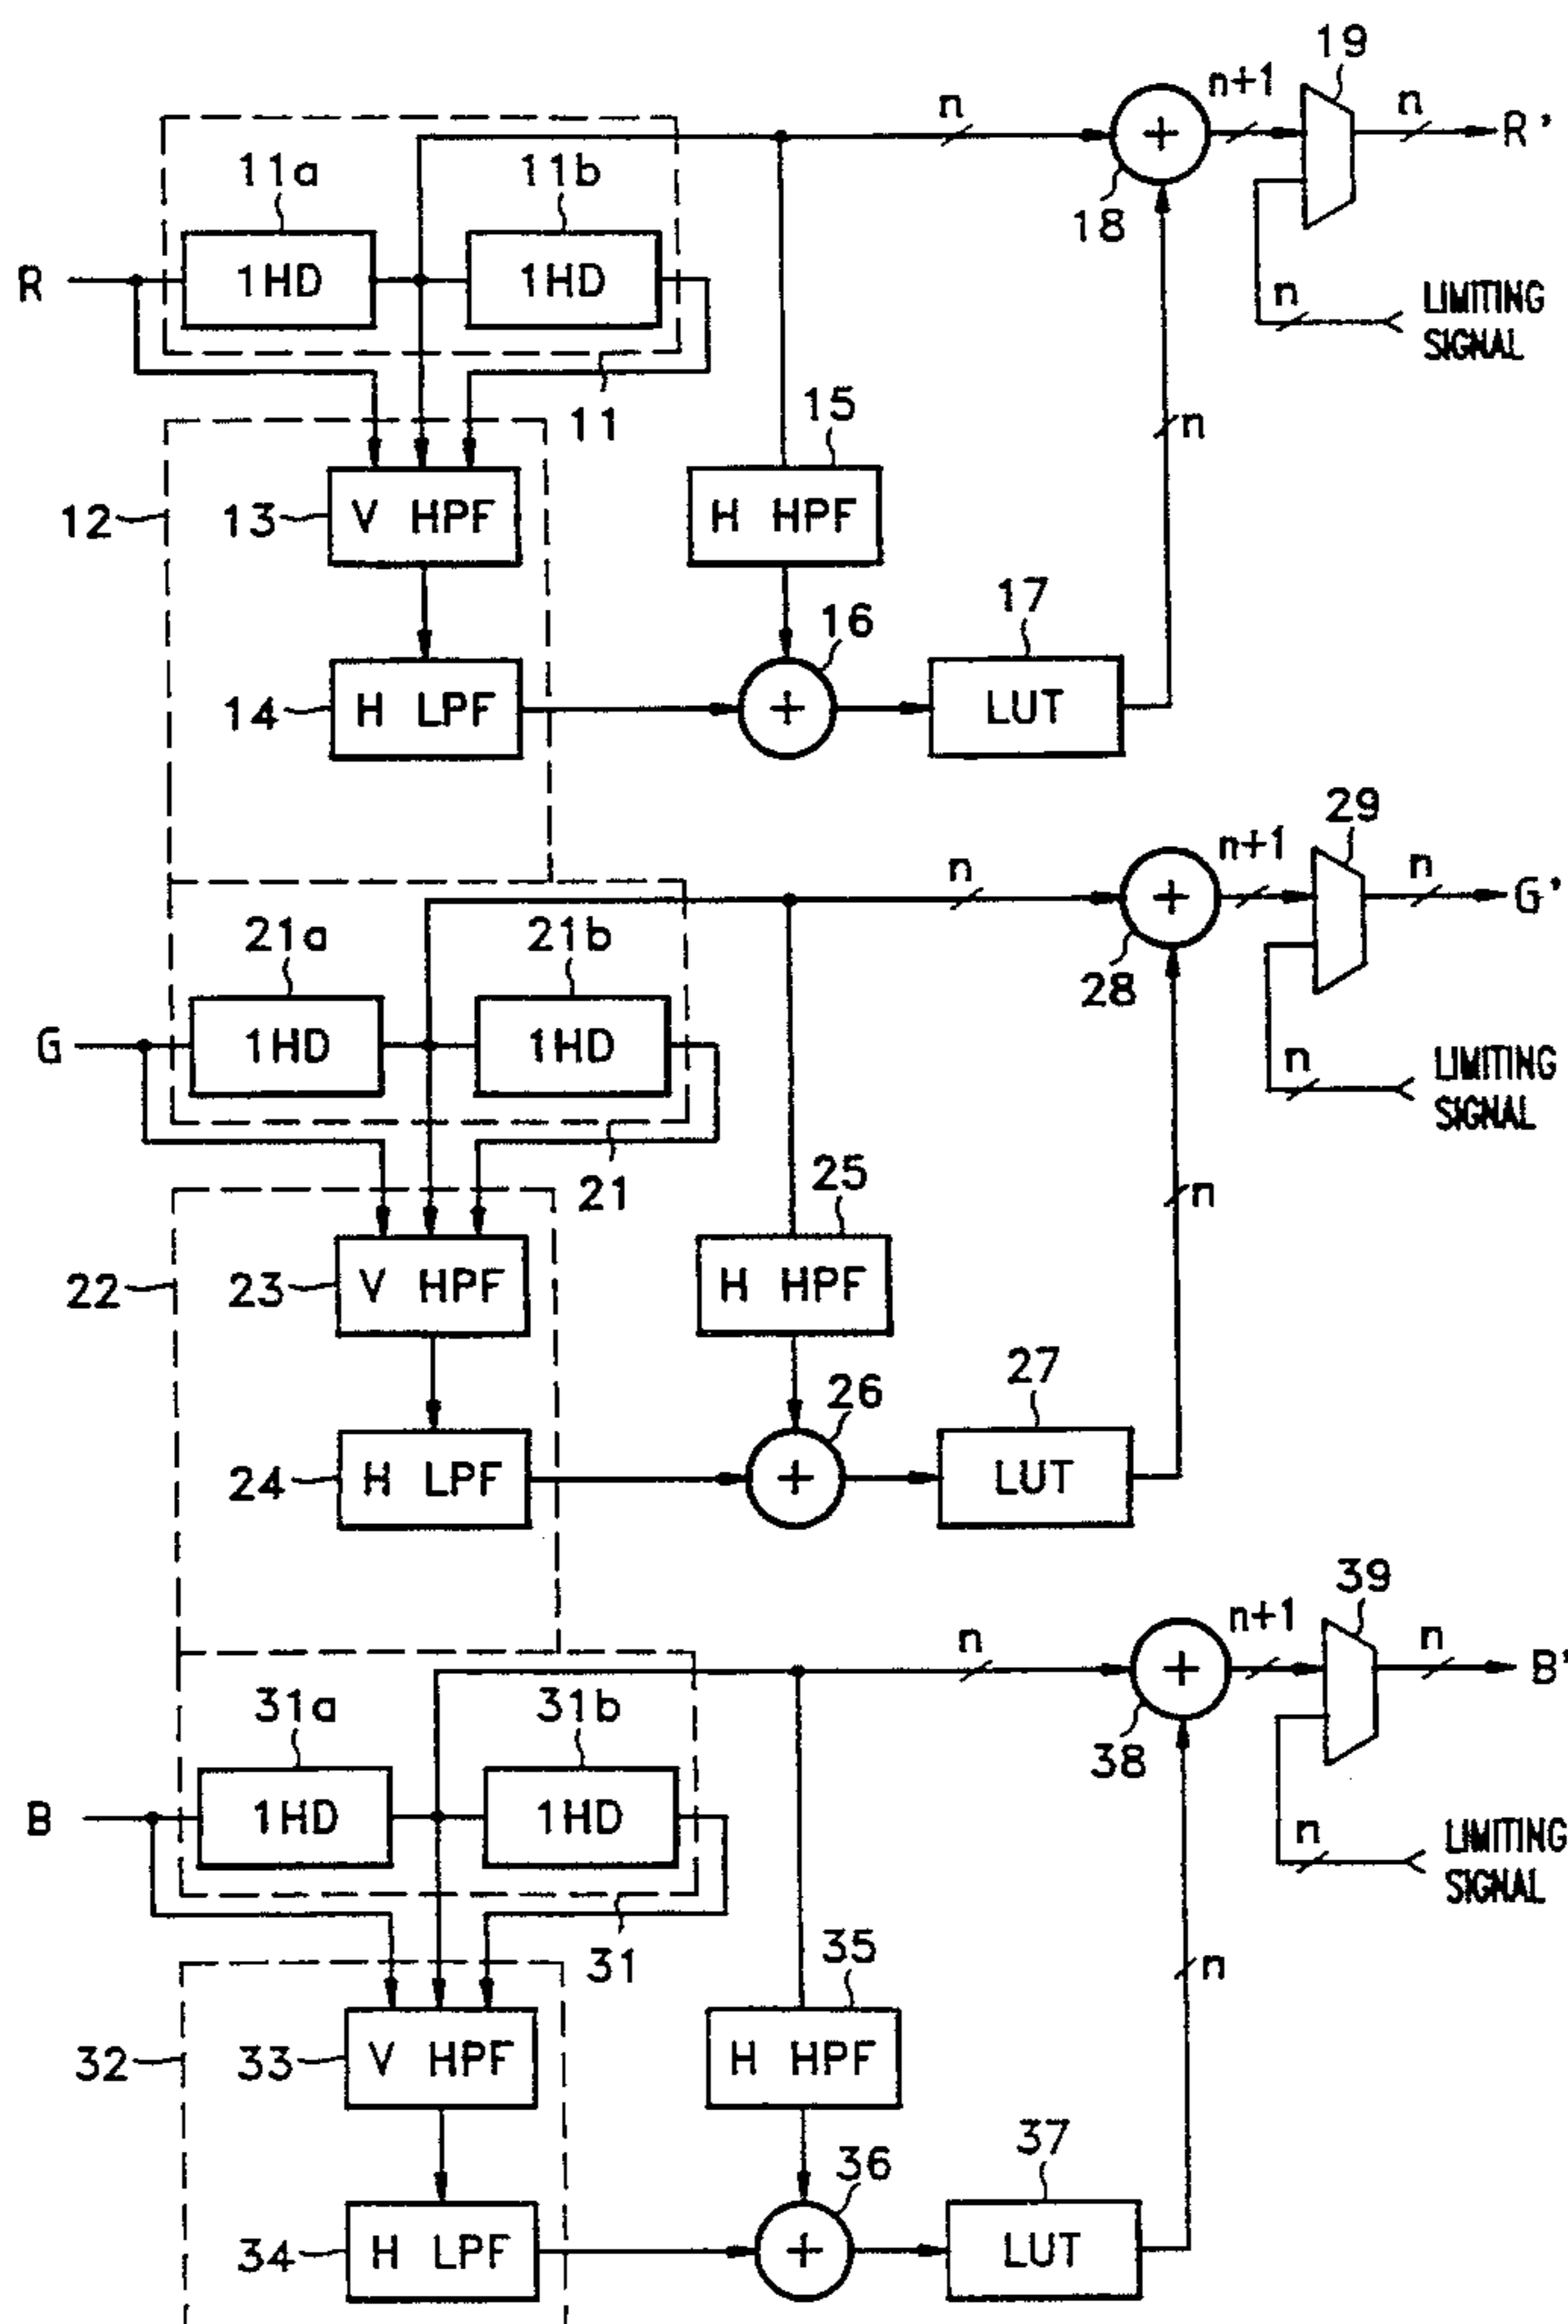 19
n
n+1
n
R'
+
18
11a
11b
R
1HD
1HD
n
LIMITING
SIGNAL
11
15
n
12
13
V HPF
H HPF
16
17
14
H LPF
+
LUT
29
n
n+1
n
G'
+
28
21a
21b
G
1HD
1HD
n
LIMITING
SIGNAL
21
25
n
22
23
V HPF
H HPF
26
27
24
H LPF
+
LUT
39
n
n+1
n
B'
+
38
31a
31b
B
1HD
1HD
n
LIMITING
SIGNAL
31
35
n
32
33
V HPF
H HPF
36
37
34
H LPF
+
LUT